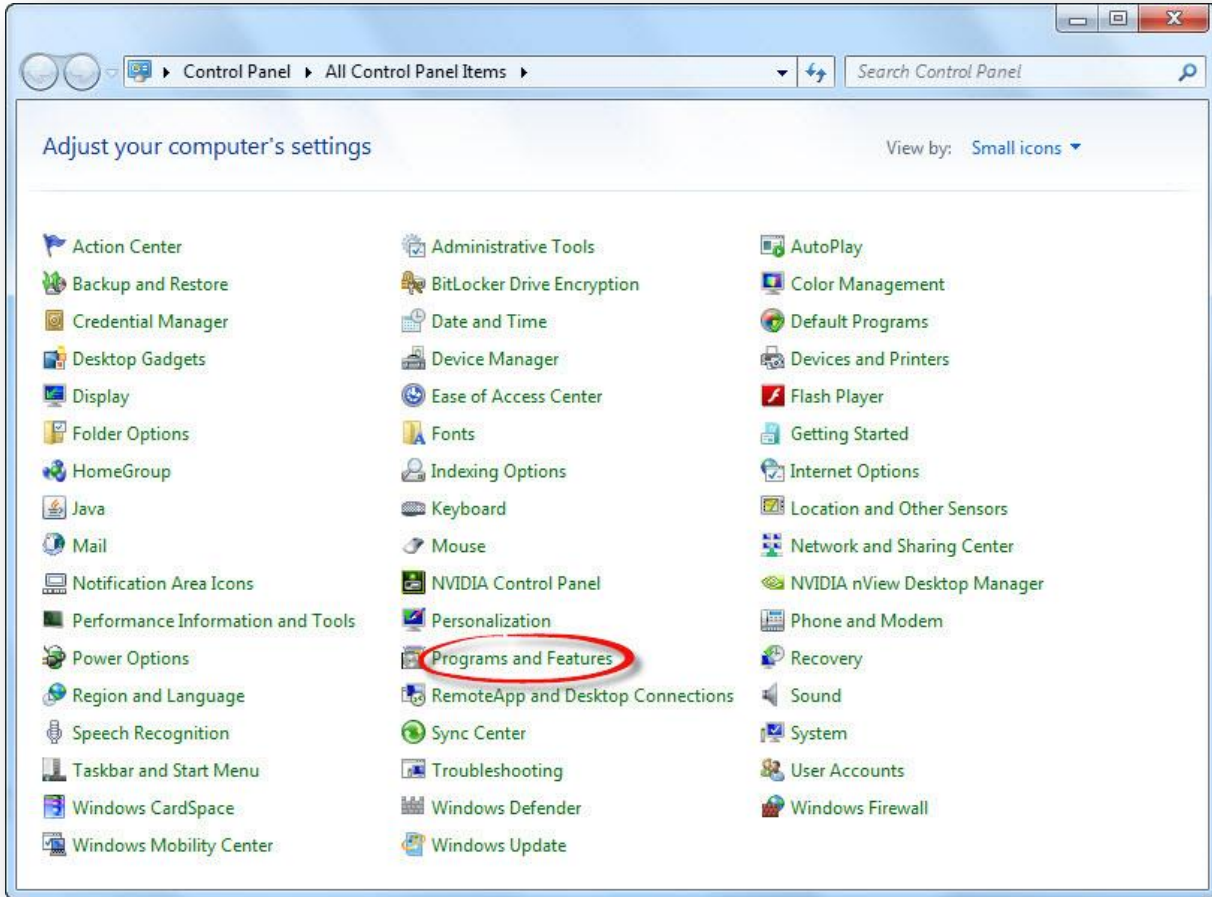 Control Panel All Control Panel Items Search Control Panel
Adjust your computer's settings View by: Small icons
Action Center Administrative Tools AutoPlay
Backup and Restore BitLocker Drive Encryption Color Management
Credential Manager Date and Time Default Programs
Desktop Gadgets Device Manager Devices and Printers
Display Ease of Access Center Flash Player
Folder Options Fonts Getting Started
HomeGroup Indexing Options Internet Options
Java Keyboard Location and Other Sensors
Mail Mouse Network and Sharing Center
Notification Area Icons NVIDIA Control Panel NVIDIA nView Desktop Manager
Performance Information and Tools Personalization Phone and Modem
Power Options Programs and Features Recovery
Region and Language RemoteApp and Desktop Connections Sound
Speech Recognition Sync Center System
Taskbar and Start Menu Troubleshooting User Accounts
Windows CardSpace Windows Defender Windows Firewall
Windows Mobility Center Windows Update